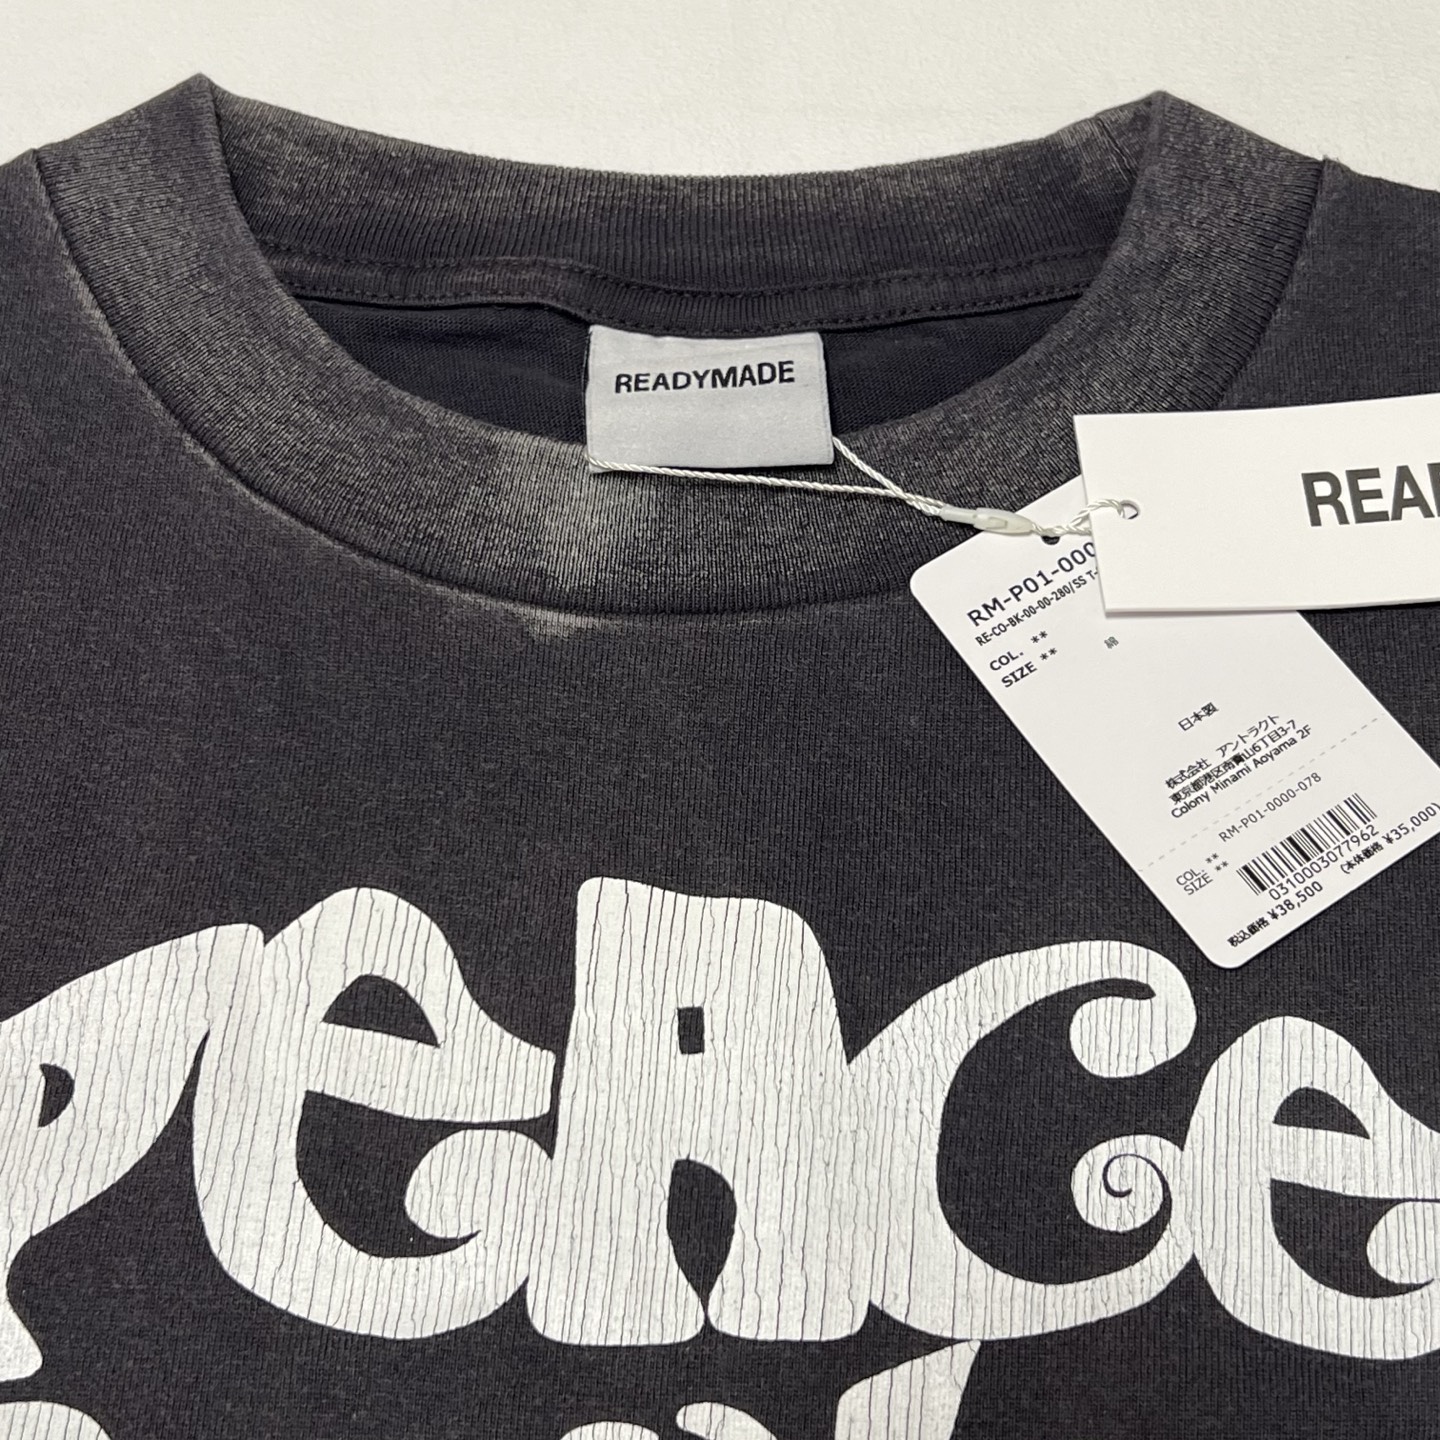 READYMADE
REA
RM-P01-000
RE-CO-BK-00-00-280/SS T-
COL. **
SIZE ** 綿
日本製
株式会社 アントラクト
東京都港区南青山6丁目3-7
Colony Minami Aoyama 2F
RM-P01-0000-078
COL. **
SIZE **
0310003077962
税込価格 ¥38,500 (本体価格 ¥35,000)
PEACE